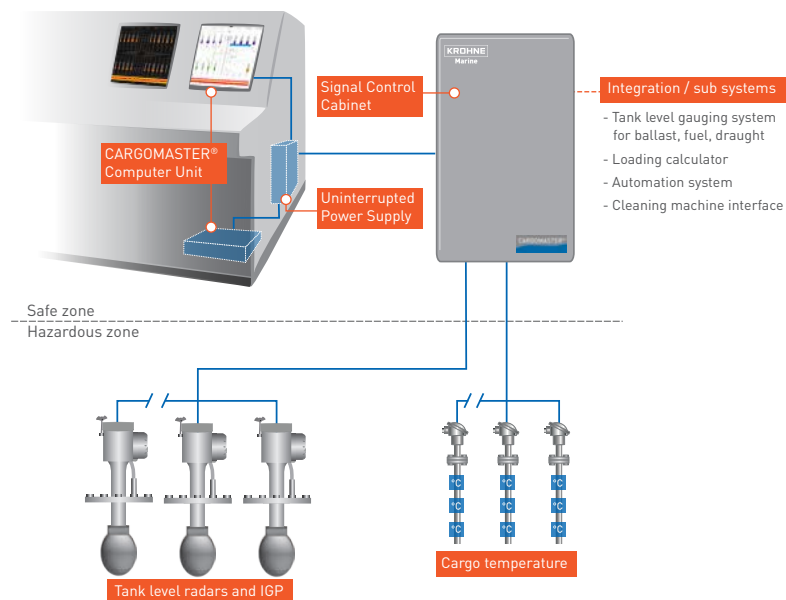 KROHNE
Marine
Signal Control
Cabinet
Integration / sub systems
- Tank level gauging system
for ballast, fuel, draught
- Loading calculator
- Automation system
- Cleaning machine interface
CARGOMASTER®
Computer Unit
Uninterrupted
Power Supply
CARGOMASTER®
Safe zone
Hazardous zone
°C °C °C
°C °C °C
°C °C °C
Cargo temperature
Tank level radars and IGP